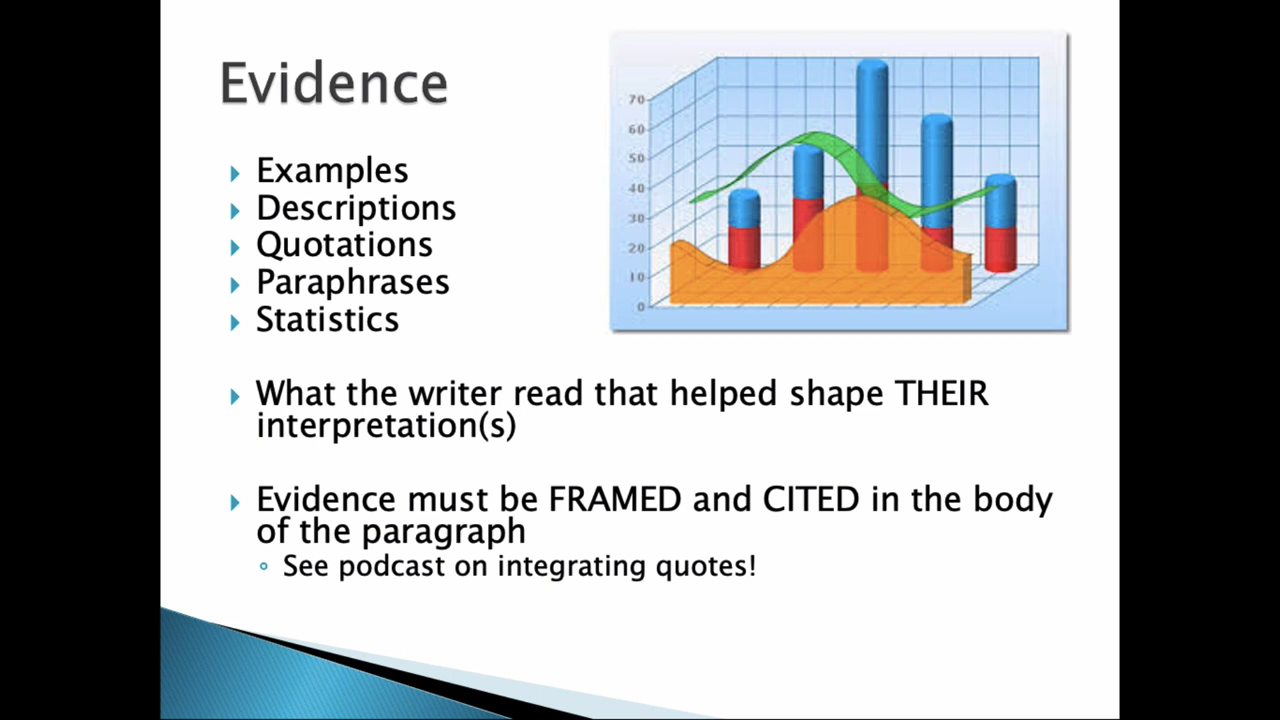 Evidence
Examples
Descriptions
Quotations
Paraphrases
Statistics
What the writer read that helped shape THEIR
interpretation(s)
Evidence must be FRAMED and CITED in the body
of the paragraph
See podcast on integrating quotes!
70
60
50
40
30
20
10
0